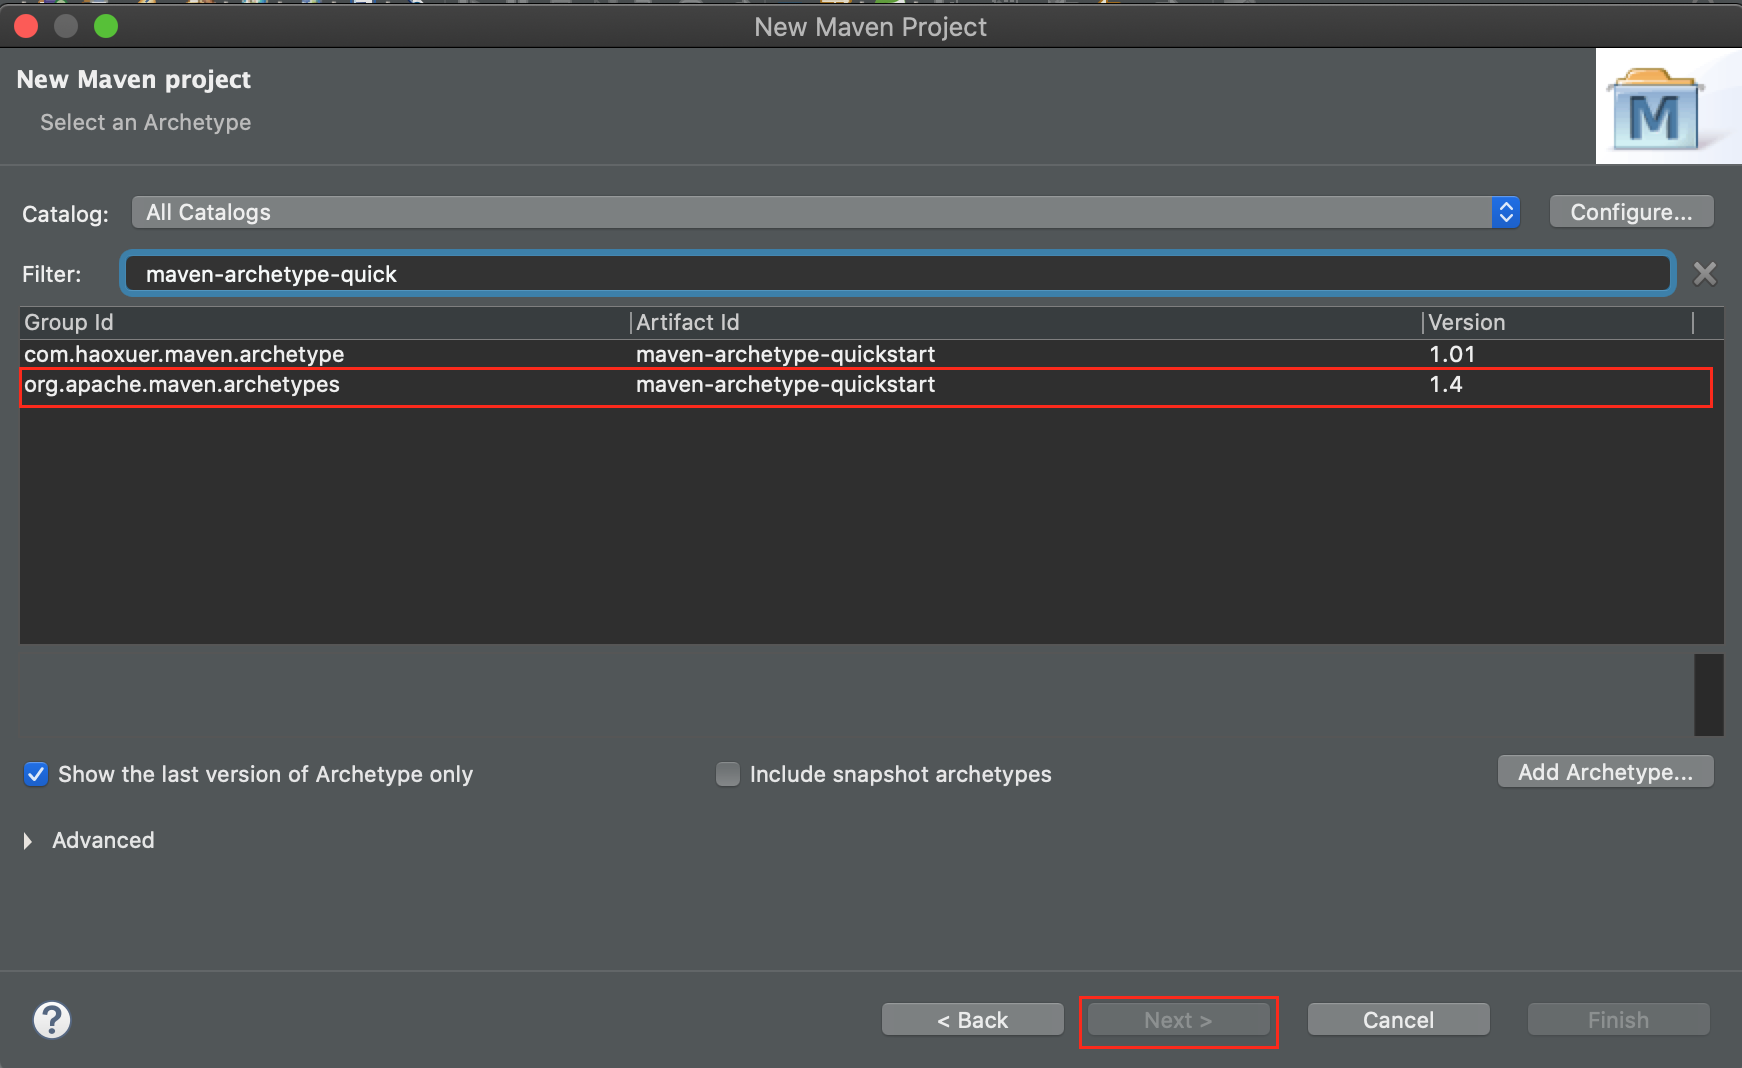 New Maven Project
New Maven project
Select an Archetype
M
Catalog: All Catalogs Configure...
Filter: maven-archetype-quick
Group Id Artifact Id Version
com.haoxuer.maven.archetype maven-archetype-quickstart 1.01
org.apache.maven.archetypes maven-archetype-quickstart 1.4
Show the last version of Archetype only Include snapshot archetypes Add Archetype...
Advanced
? < Back Next > Cancel Finish